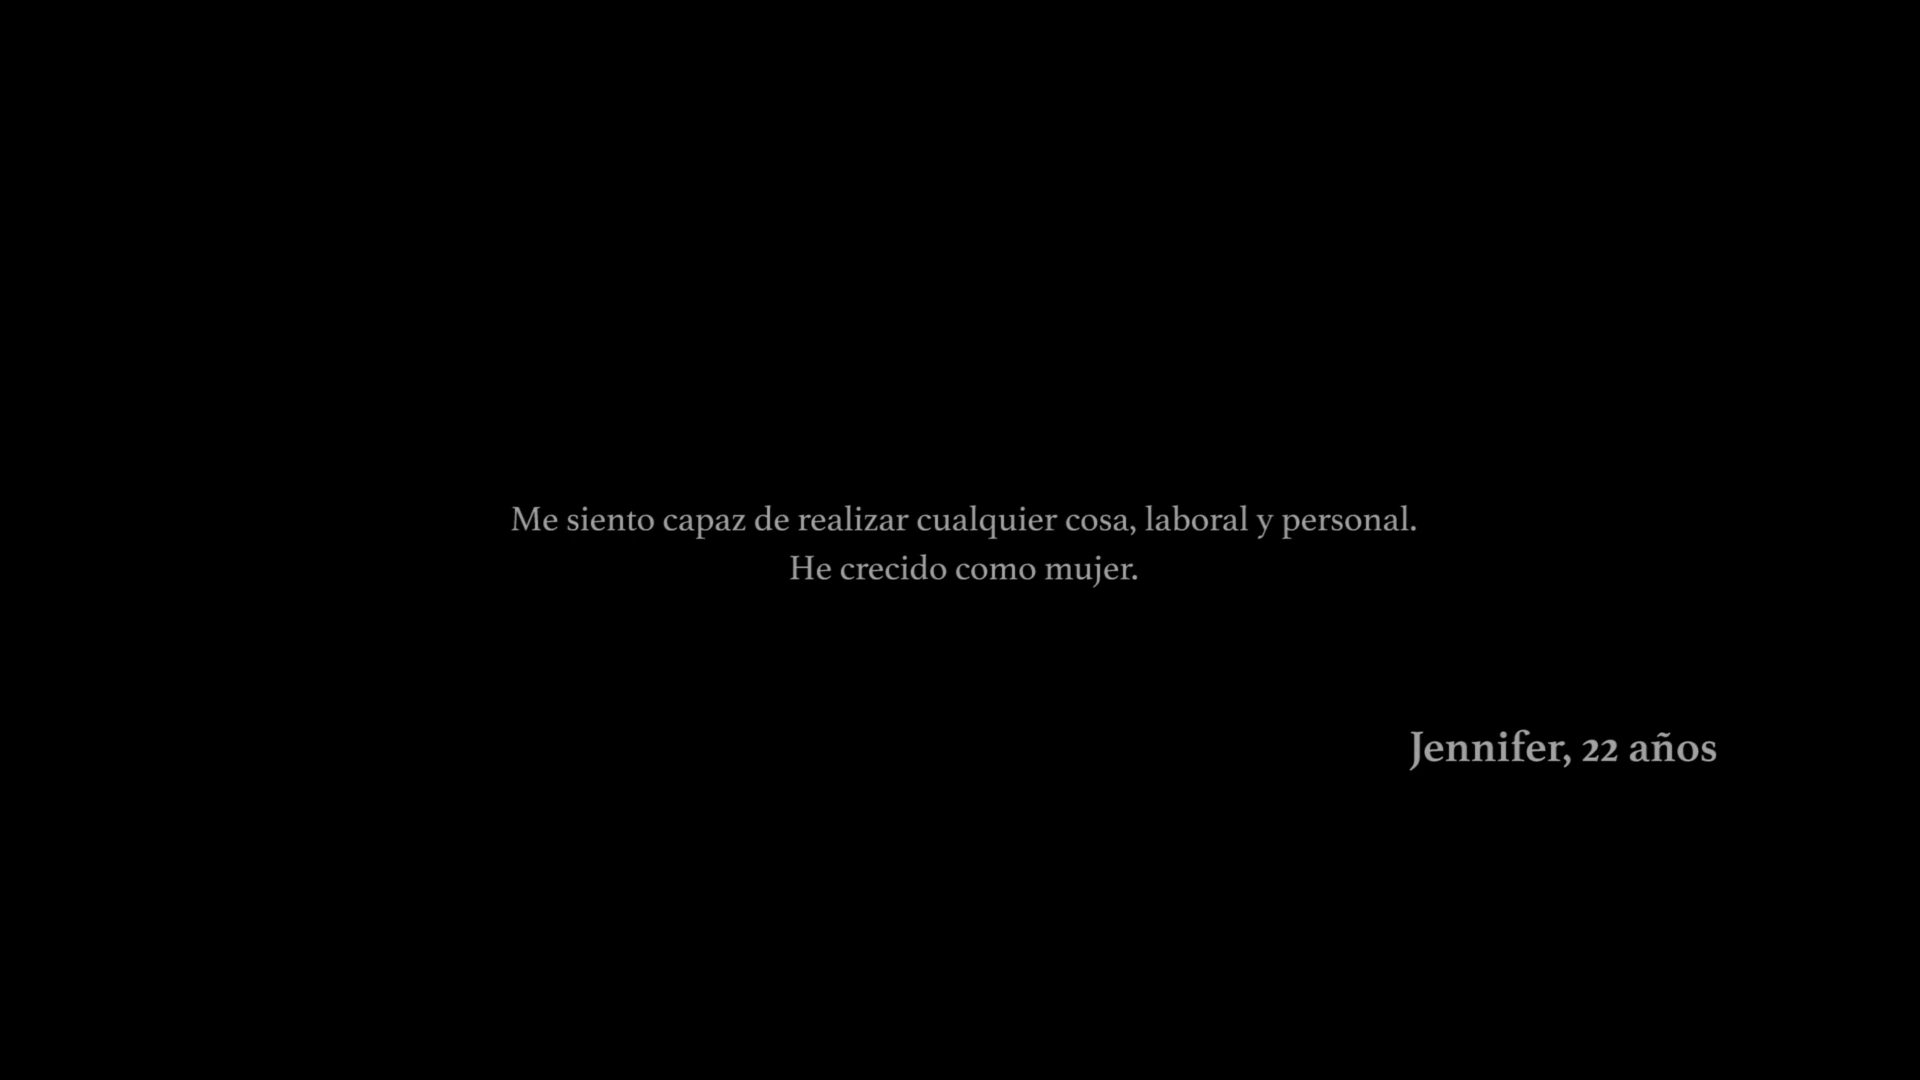 Me siento capaz de realizar cualquier cosa, laboral y personal.
He crecido como mujer.
Jennifer, 22 años